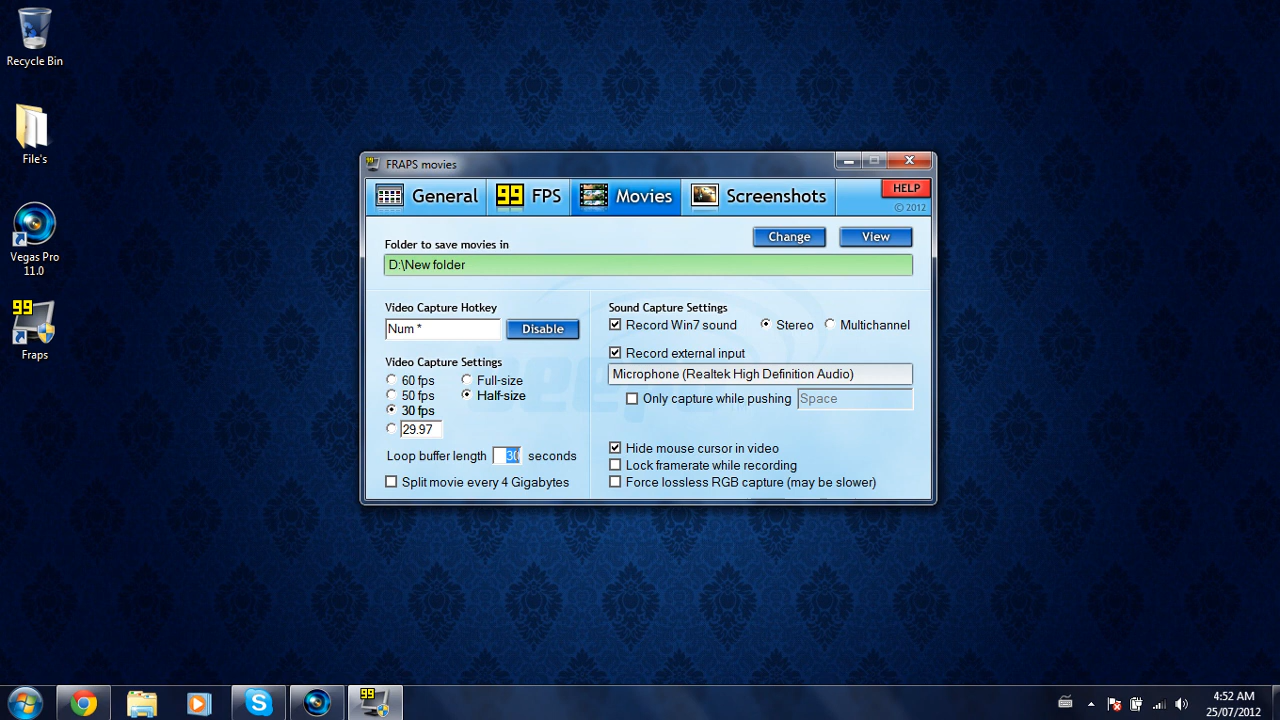 Recycle Bin
File's
Vegas Pro
11.0
99
Fraps
99 FRAPS movies
General
99 FPS
Movies
Screenshots
HELP
© 2012
Folder to save movies in
Change
View
D:\New folder
Video Capture Hotkey
Num *
Disable
Video Capture Settings
60 fps
Full-size
50 fps
Half-size
30 fps
29.97
Loop buffer length 30 seconds
Split movie every 4 Gigabytes
Sound Capture Settings
Record Win7 sound
Stereo
Multichannel
Record external input
Microphone (Realtek High Definition Audio)
Only capture while pushing
Space
Hide mouse cursor in video
Lock framerate while recording
Force lossless RGB capture (may be slower)
99
4:52 AM
25/07/2012